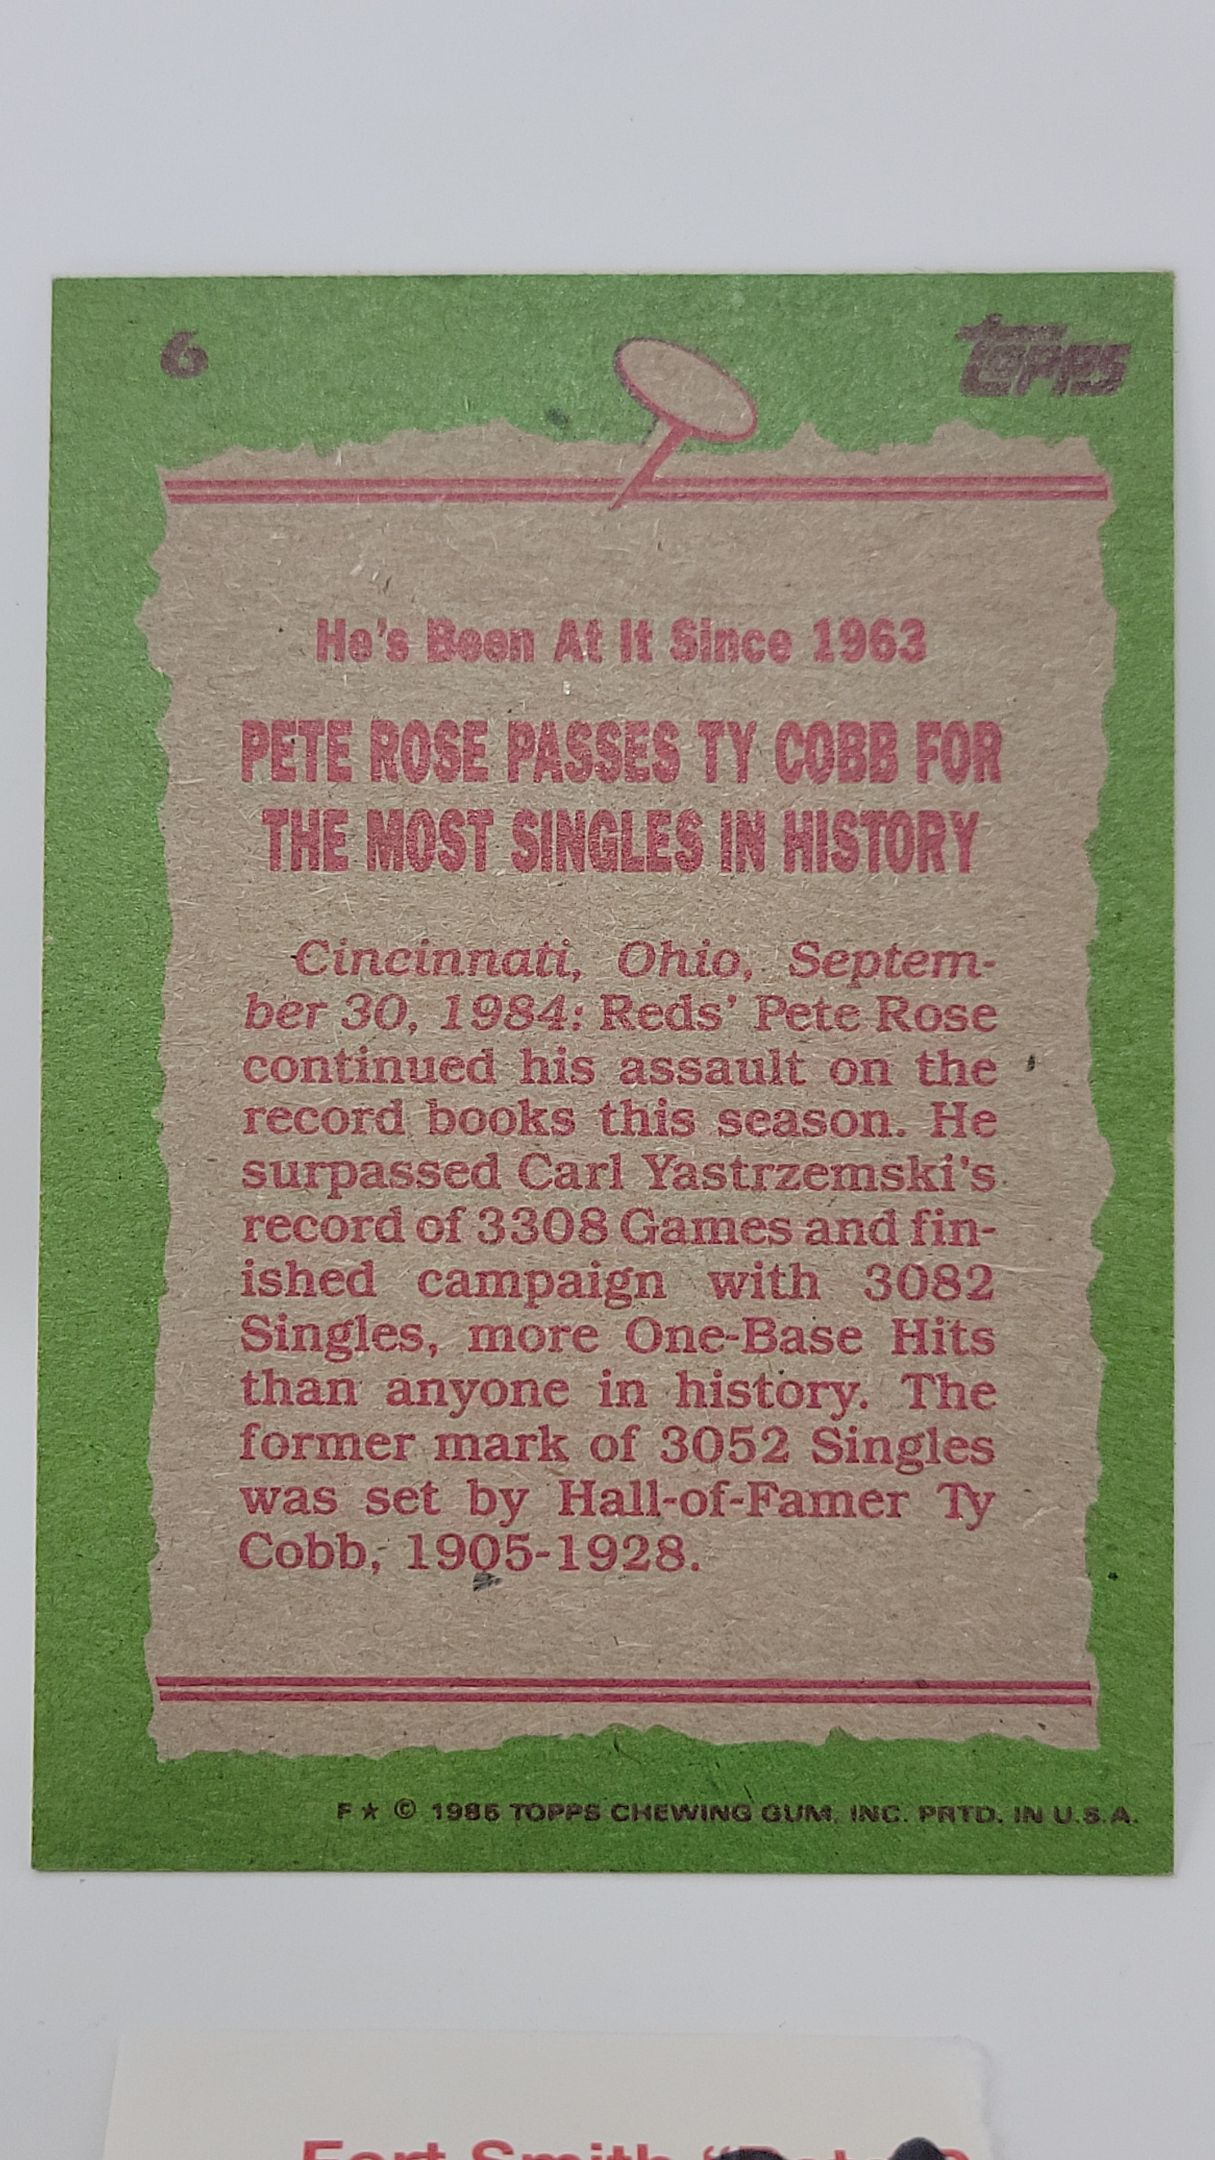 6
TOPPS
He's Been At It Since 1963
PETE ROSE PASSES TY COBB FOR
THE MOST SINGLES IN HISTORY
Cincinnati, Ohio, Septem-
ber 30, 1984: Reds' Pete Rose
continued his assault on the
record books this season. He
surpassed Carl Yastrzemski's
record of 3308 Games and fin-
ished campaign with 3082
Singles, more One-Base Hits
than anyone in history. The
former mark of 3052 Singles
was set by Hall-of-Famer Ty
Cobb, 1905-1928.
F ★ © 1985 TOPPS CHEWING GUM, INC. PRTD. IN U.S.A.
Fort Smith